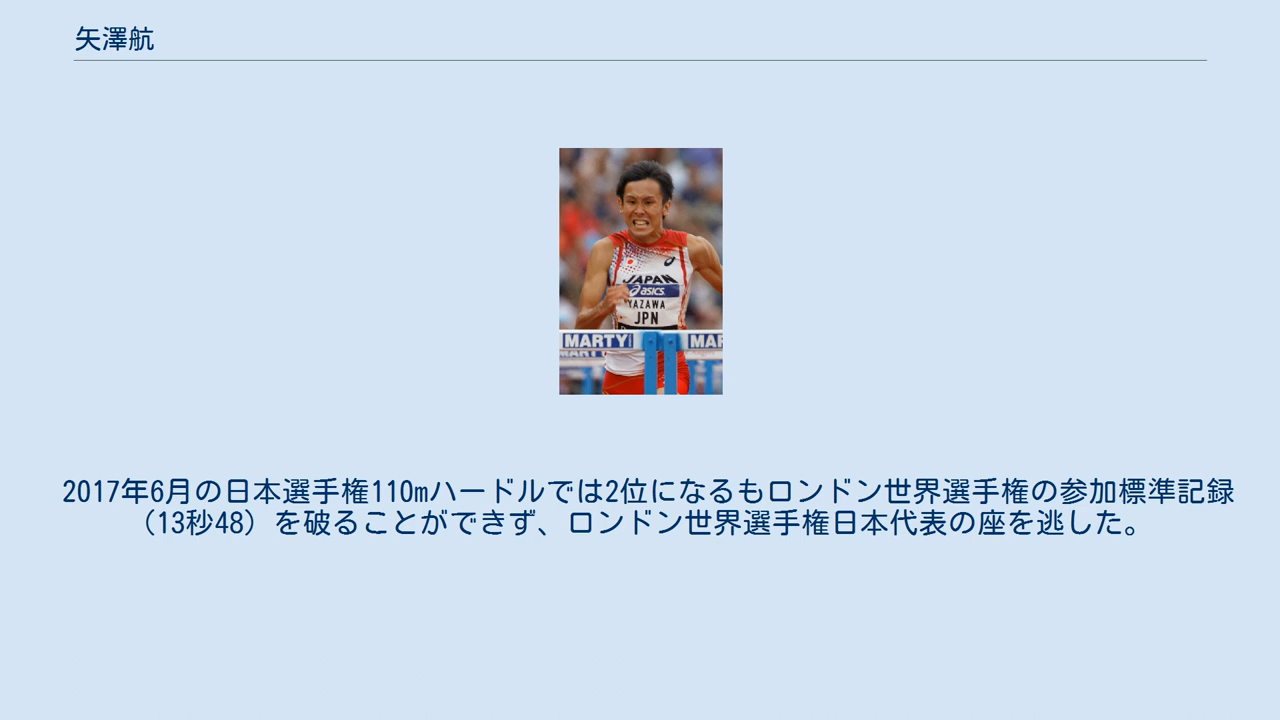 矢澤航
JAPAN
asics
YAZAWA
JPN
MARTY
MAR
MARTY
2017年6月の日本選手権110mハードルでは2位になるもロンドン世界選手権の参加標準記録
（13秒48）を破ることができず、ロンドン世界選手権日本代表の座を逃した。